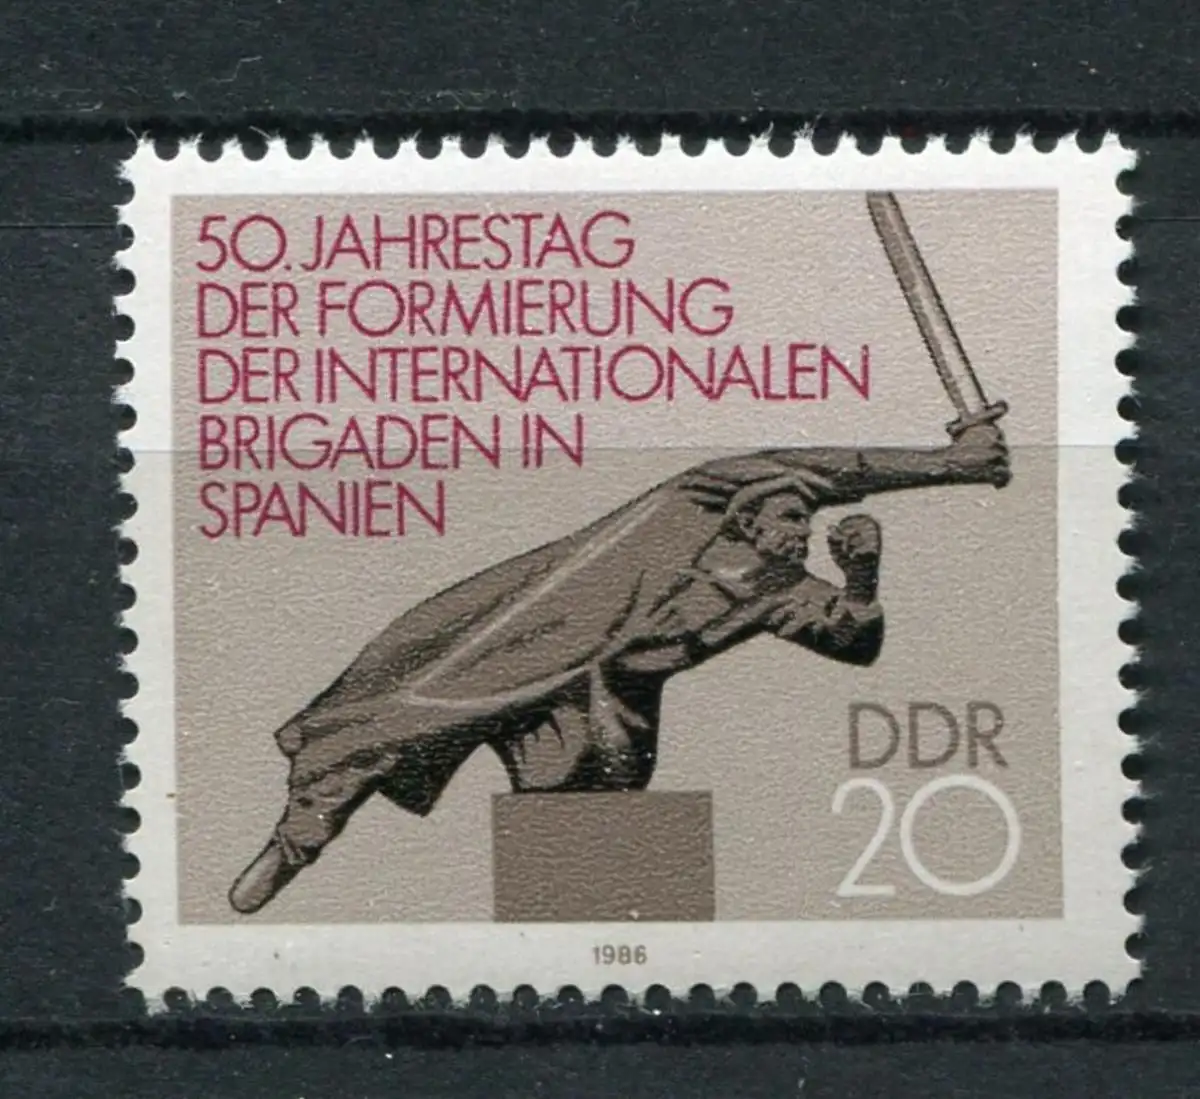 50. JAHRESTAG
DER FORMIERUNG
DER INTERNATIONALEN
BRIGADEN IN
SPANIEN
DDR
20
1986